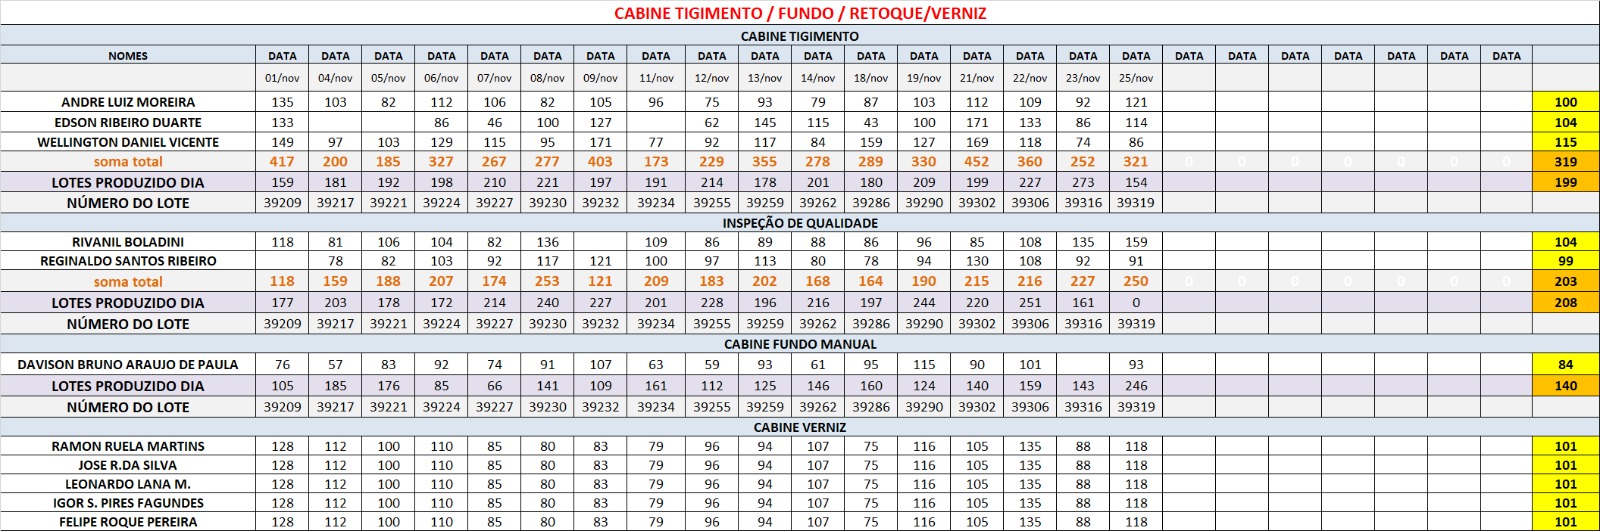 CABINE TIGIMENTO / FUNDO / RETOQUE/VERNIZ
CABINE TIGIMENTO
NOMES DATA DATA DATA DATA DATA DATA DATA DATA DATA DATA DATA DATA DATA DATA DATA DATA DATA DATA DATA DATA DATA DATA DATA DATA
01/nov 04/nov 05/nov 06/nov 07/nov 08/nov 09/nov 11/nov 12/nov 13/nov 14/nov 18/nov 19/nov 21/nov 22/nov 23/nov 25/nov
ANDRE LUIZ MOREIRA 135 103 82 112 106 82 105 96 75 93 79 87 103 112 109 92 121 100
EDSON RIBEIRO DUARTE 133 86 46 100 127 62 145 115 43 100 171 133 86 114 104
WELLINGTON DANIEL VICENTE 149 97 103 129 115 95 171 77 92 117 84 159 127 169 118 74 86 115
soma total 417 200 185 327 267 277 403 173 229 355 278 289 330 452 360 252 321 0 0 0 0 0 0 0 319
LOTES PRODUZIDO DIA 159 181 192 198 210 221 197 191 214 178 201 180 209 199 227 273 154 199
NÚMERO DO LOTE 39209 39217 39221 39224 39227 39230 39232 39234 39255 39259 39262 39286 39290 39302 39306 39316 39319
INSPEÇÃO DE QUALIDADE
RIVANIL BOLADINI 118 81 106 104 82 136 109 86 89 88 86 96 85 108 135 159 104
REGINALDO SANTOS RIBEIRO 78 82 103 92 117 121 100 97 113 80 78 94 130 108 92 91 99
soma total 118 159 188 207 174 253 121 209 183 202 168 164 190 215 216 227 250 0 0 0 0 0 0 0 203
LOTES PRODUZIDO DIA 177 203 178 172 214 240 227 201 228 196 216 197 244 220 251 161 0 208
NÚMERO DO LOTE 39209 39217 39221 39224 39227 39230 39232 39234 39255 39259 39262 39286 39290 39302 39306 39316 39319
CABINE FUNDO MANUAL
DAVISON BRUNO ARAUJO DE PAULA 76 57 83 92 74 91 107 63 59 93 61 95 115 90 101 93 84
LOTES PRODUZIDO DIA 105 185 176 85 66 141 109 161 112 125 146 160 124 140 159 143 246 140
NÚMERO DO LOTE 39209 39217 39221 39224 39227 39230 39232 39234 39255 39259 39262 39286 39290 39302 39306 39316 39319
CABINE VERNIZ
RAMON RUELA MARTINS 128 112 100 110 85 80 83 79 96 94 107 75 116 105 135 88 118 101
JOSE R.DA SILVA 128 112 100 110 85 80 83 79 96 94 107 75 116 105 135 88 118 101
LEONARDO LANA M. 128 112 100 110 85 80 83 79 96 94 107 75 116 105 135 88 118 101
IGOR S. PIRES FAGUNDES 128 112 100 110 85 80 83 79 96 94 107 75 116 105 135 88 118 101
FELIPE ROQUE PEREIRA 128 112 100 110 85 80 83 79 96 94 107 75 116 105 135 88 118 101